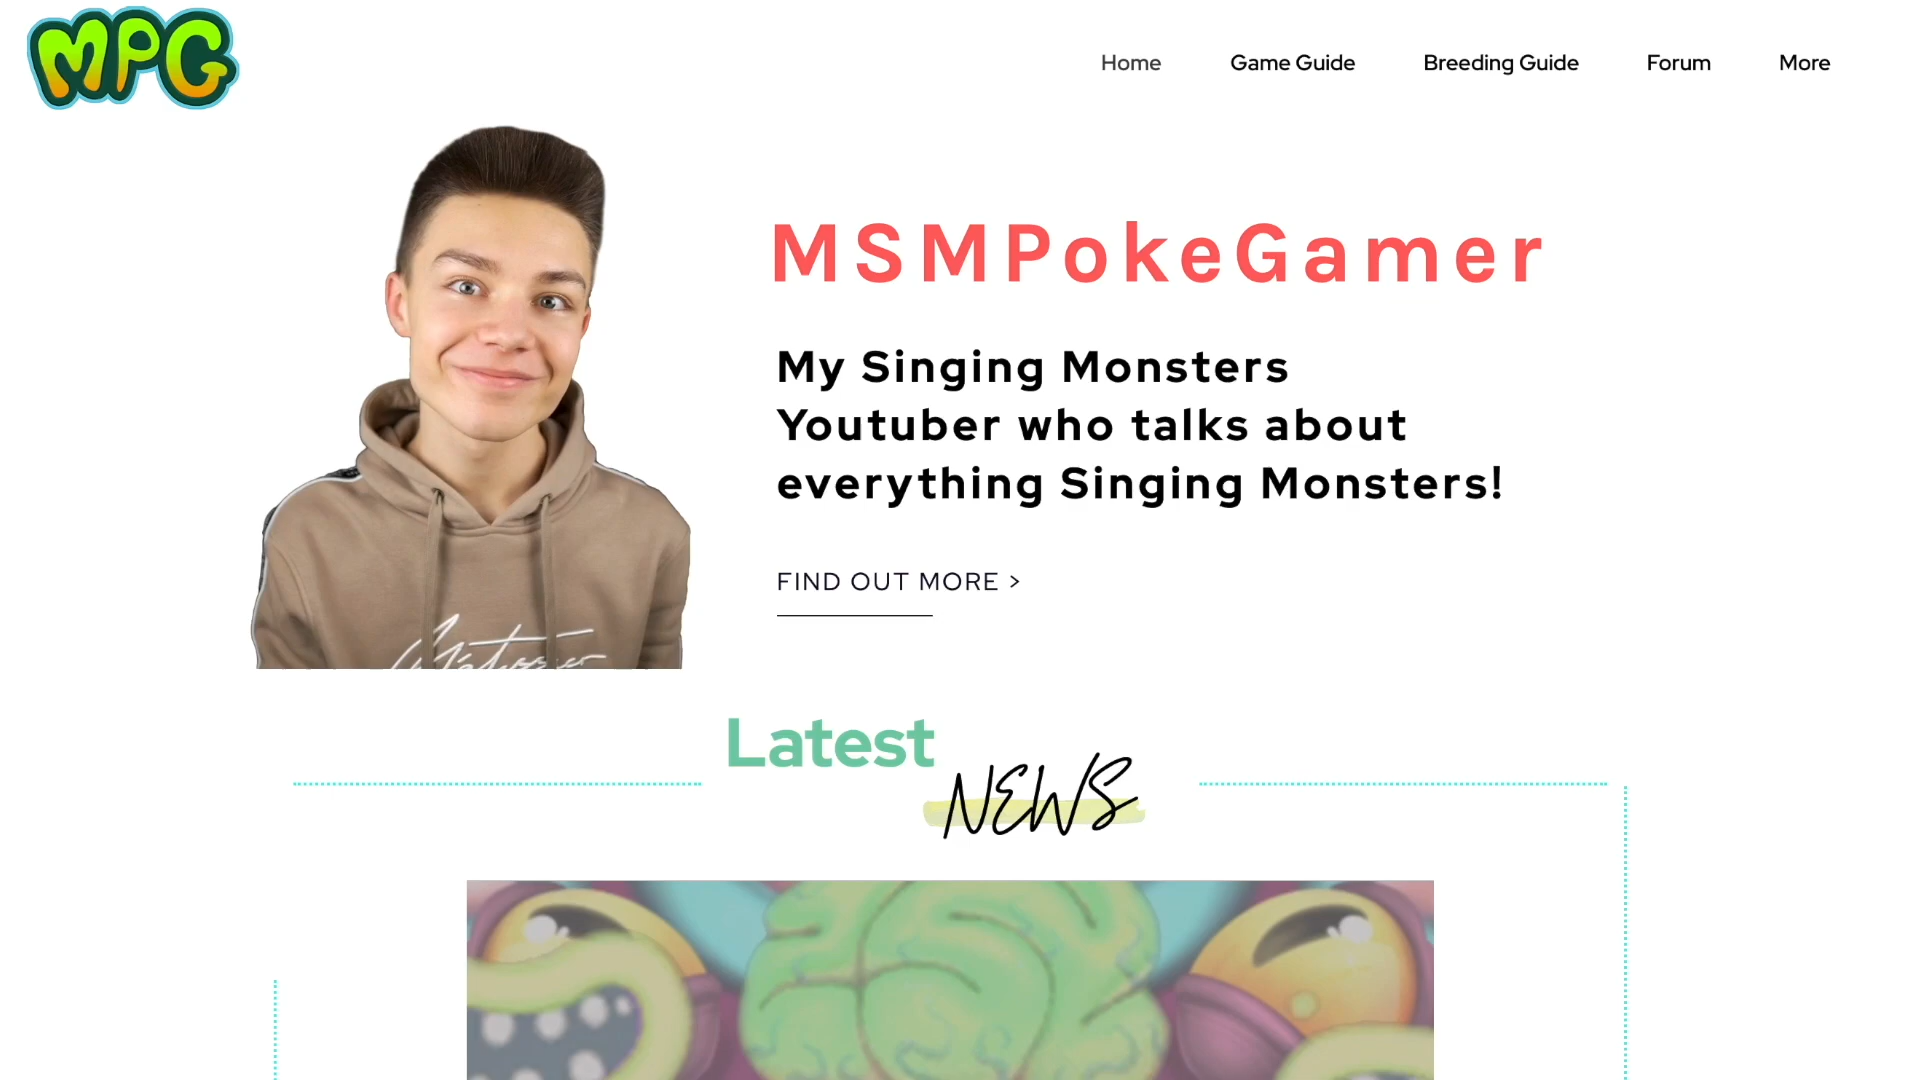 MPG
Home
Game Guide
Breeding Guide
Forum
More
MSMPokeGamer
My Singing Monsters
Youtuber who talks about
everything Singing Monsters!
FIND OUT MORE >
Latest
NEWS